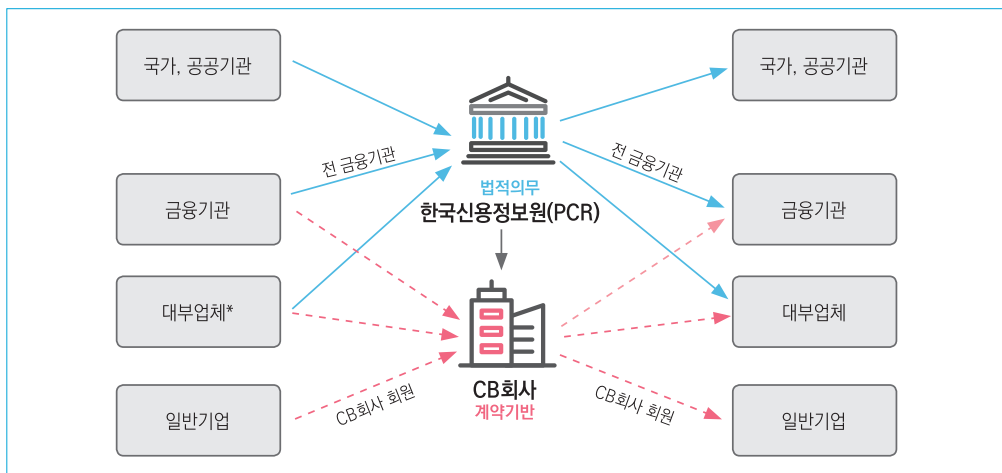 국가, 공공기관
국가, 공공기관
전 금융기관
전 금융기관
금융기관
법적의무
한국신용정보원(PCR)
금융기관
대부업체*
대부업체
CB회사
계약기반
일반기업
CB회사 회원
CB회사 회원
일반기업